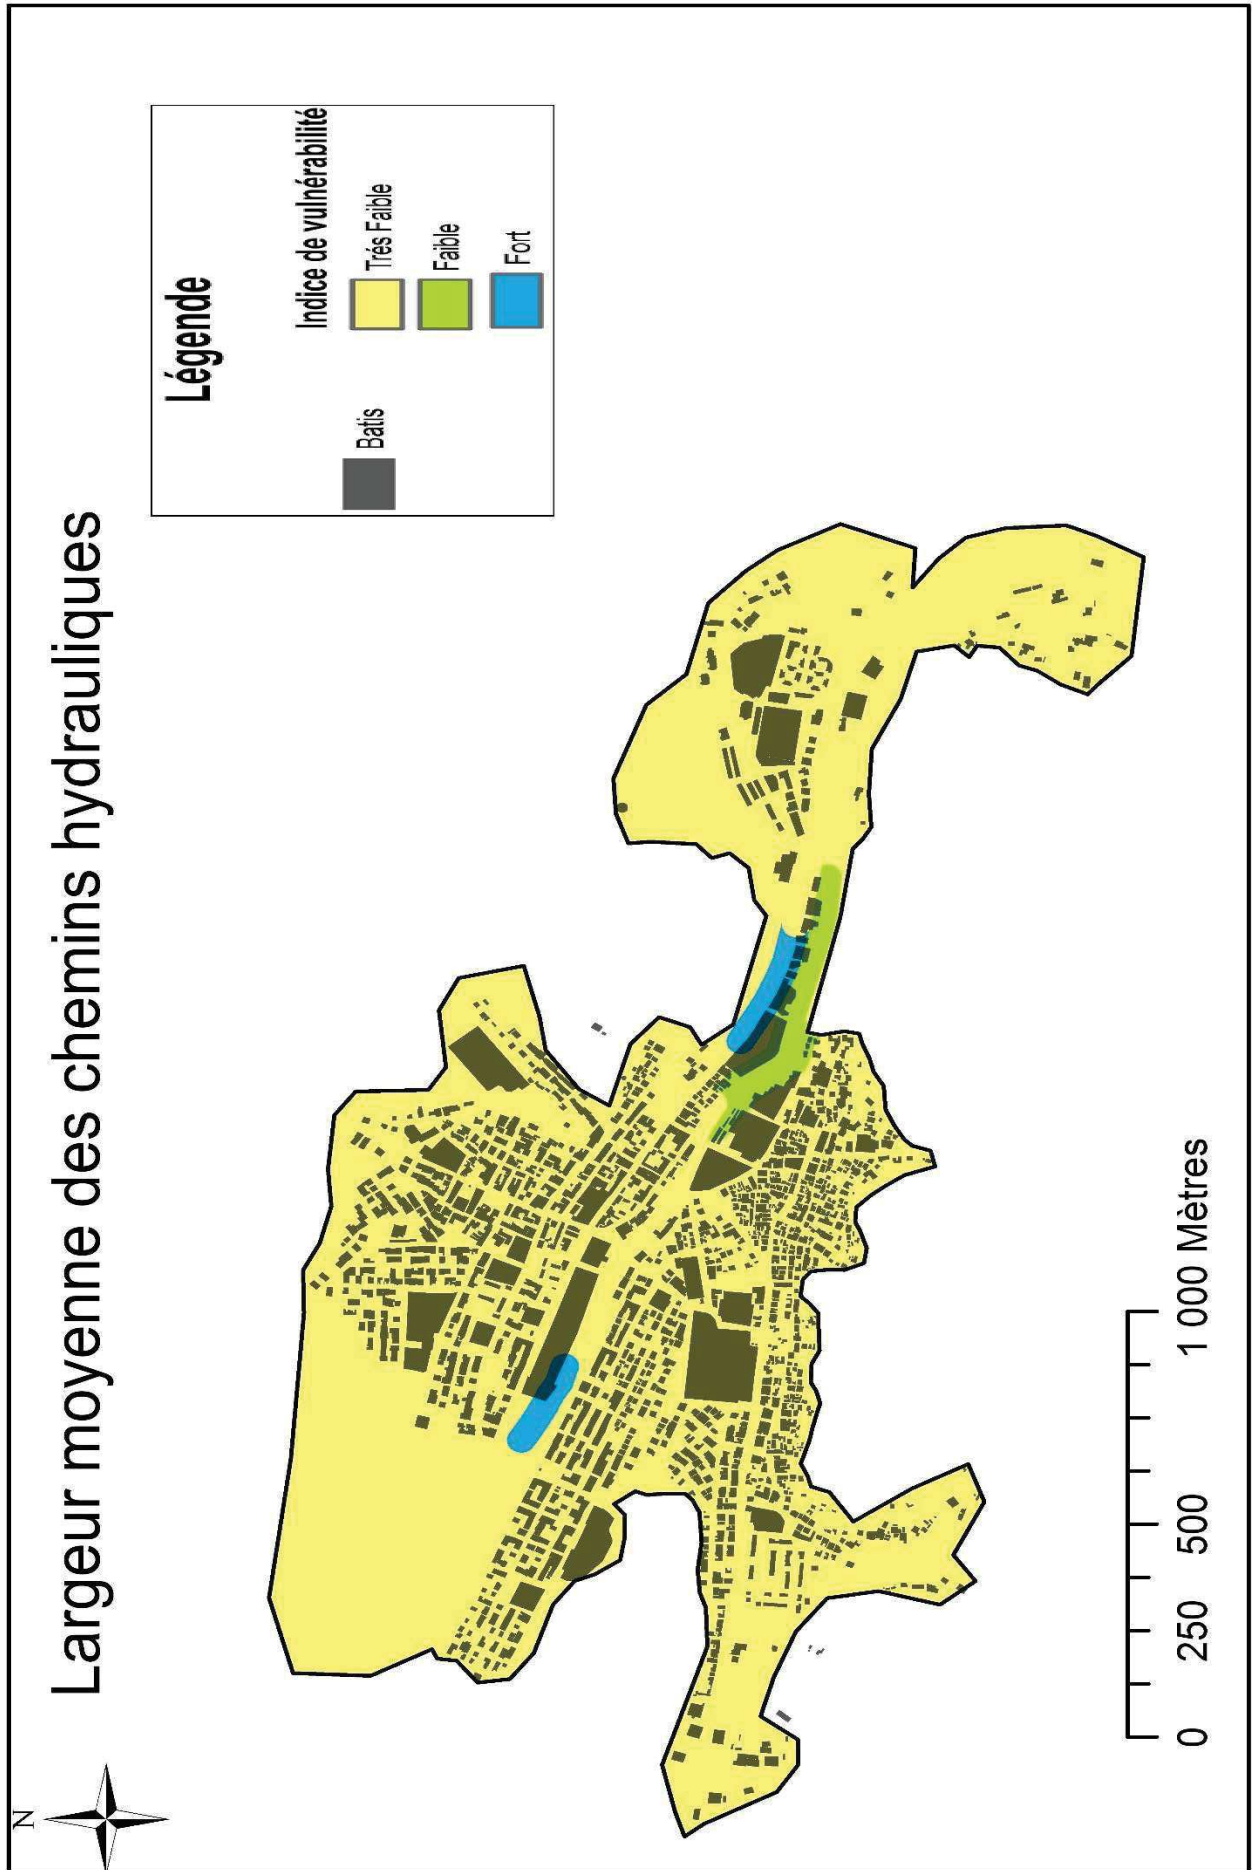 Largeur moyenne des chemins hydrauliques
Légende
Indice de vulnérabilité
Batis
Trés Faible
Faible
Fort
N
0 250 500 1 000 Mètres